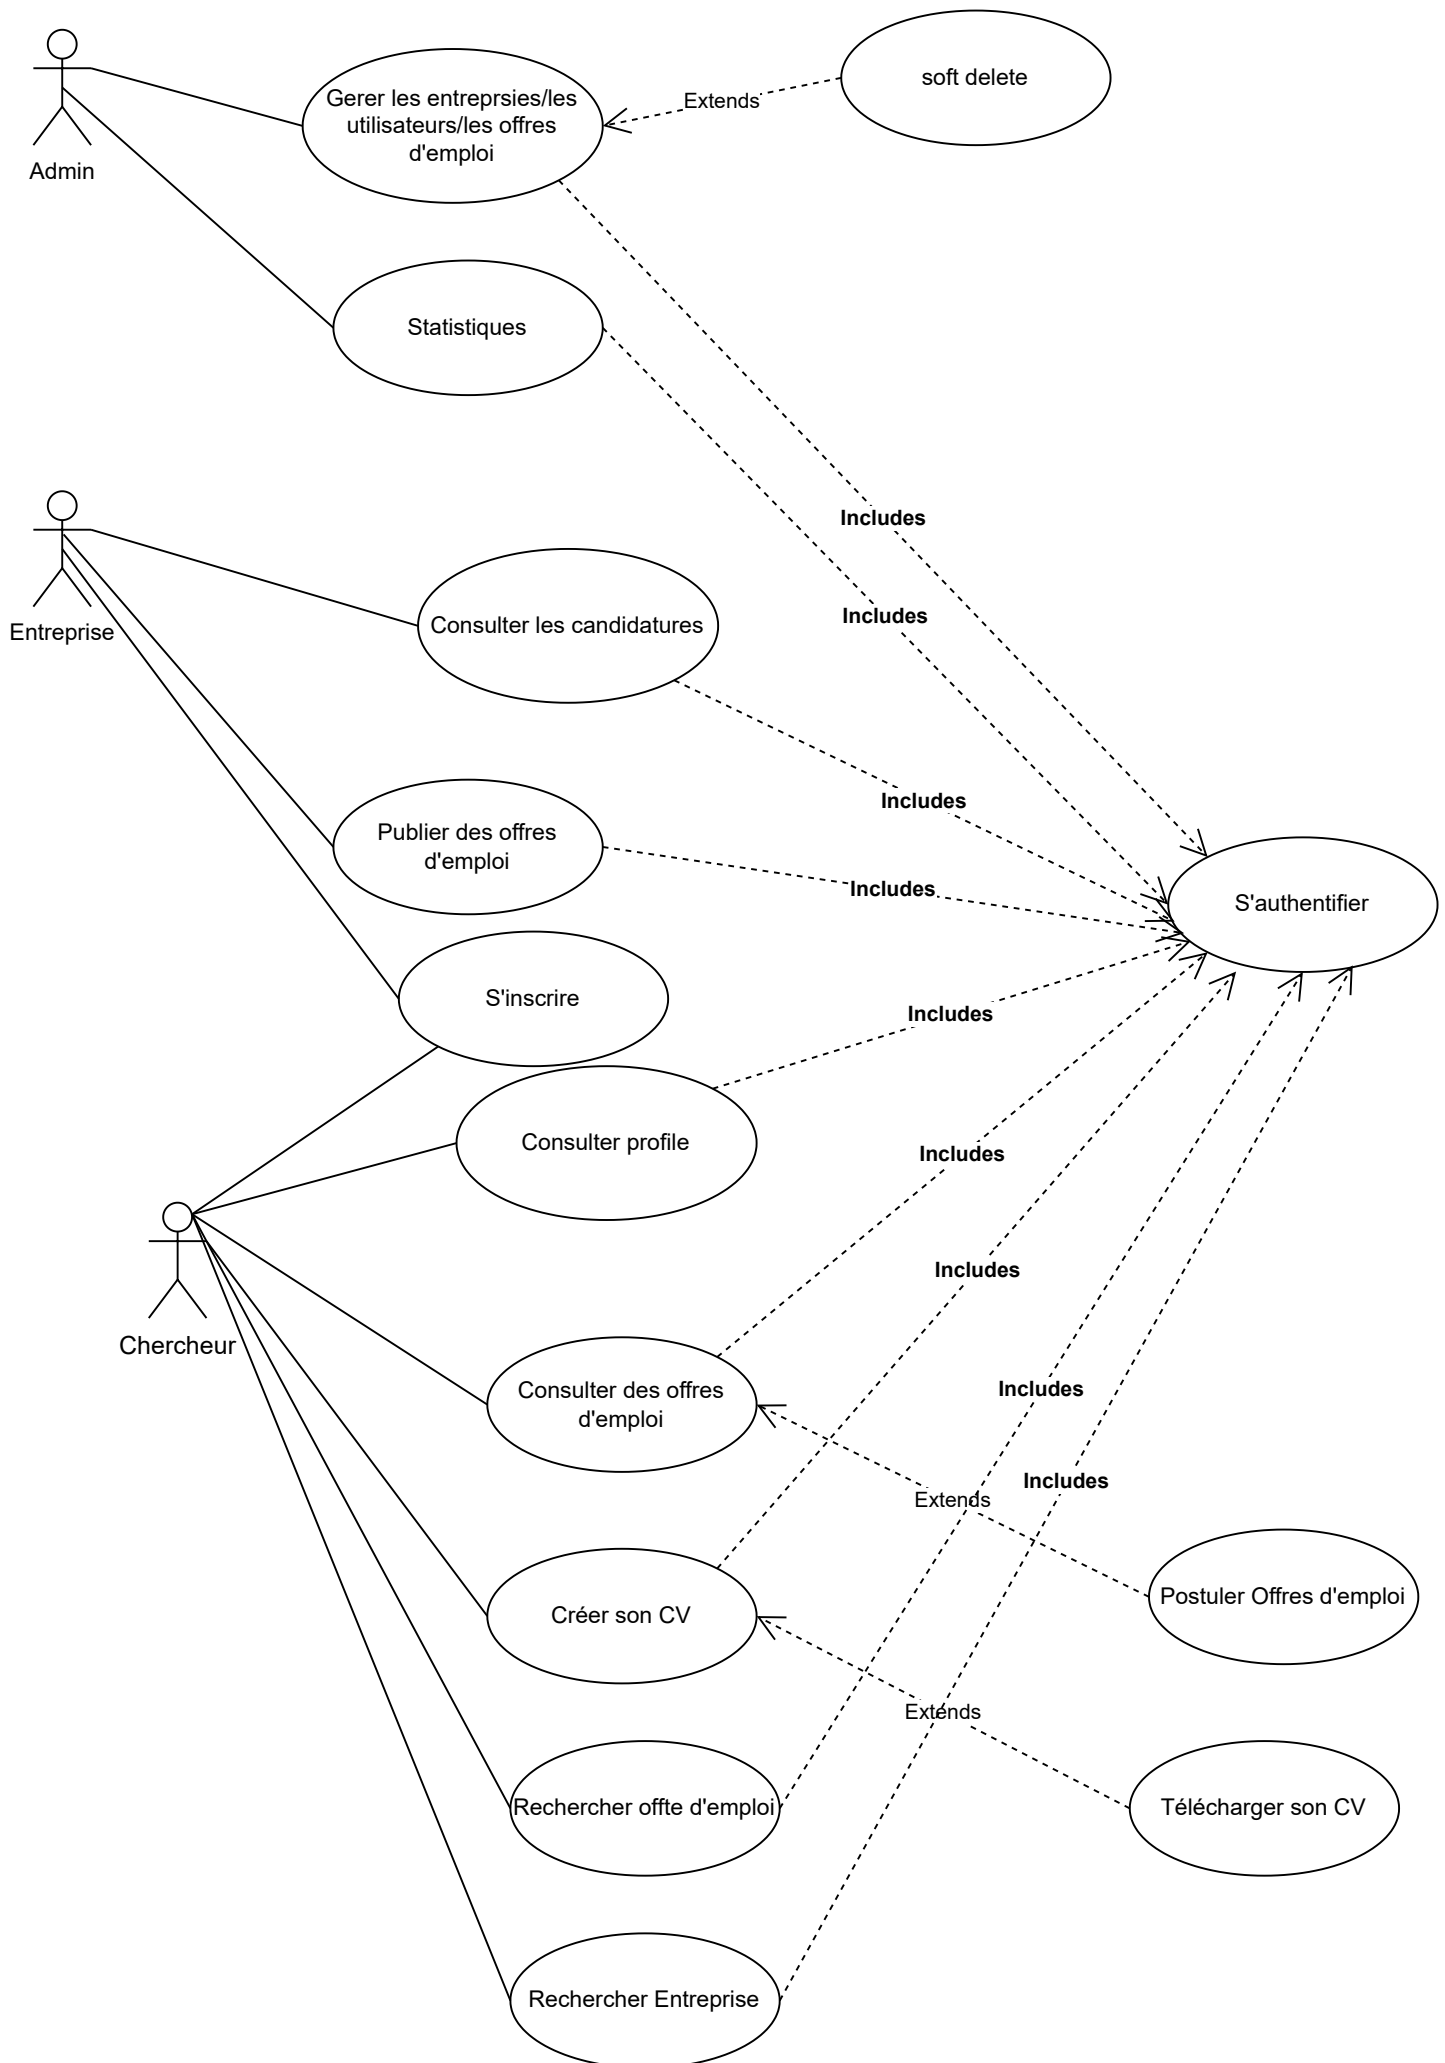 soft delete
Gerer les entreprsies/les
utilisateurs/les offres
d'emploi
Extends
Admin
Statistiques
Includes
Includes
Entreprise
Consulter les candidatures
Includes
Publier des offres
d'emploi
Includes
S'authentifier
S'inscrire
Includes
Consulter profile
Includes
Includes
Chercheur
Consulter des offres
d'emploi
Includes
Includes
Extends
Postuler Offres d'emploi
Créer son CV
Extends
Rechercher offte d'emploi
Télécharger son CV
Rechercher Entreprise